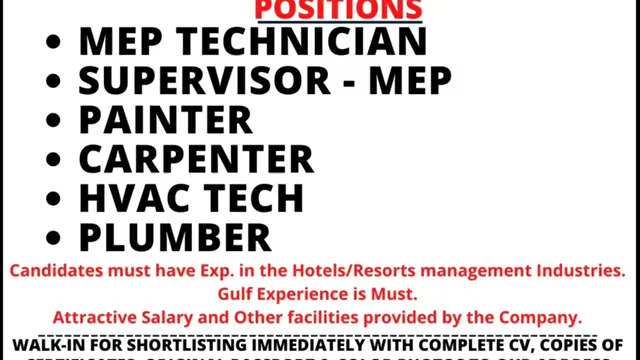 POSITIONS
• MEP TECHNICIAN
• SUPERVISOR - MEP
• PAINTER
• CARPENTER
• HVAC TECH
• PLUMBER
Candidates must have Exp. in the Hotels/Resorts management Industries.
Gulf Experience is Must.
Attractive Salary and Other facilities provided by the Company.
WALK-IN FOR SHORTLISTING IMMEDIATELY WITH COMPLETE CV, COPIES OF